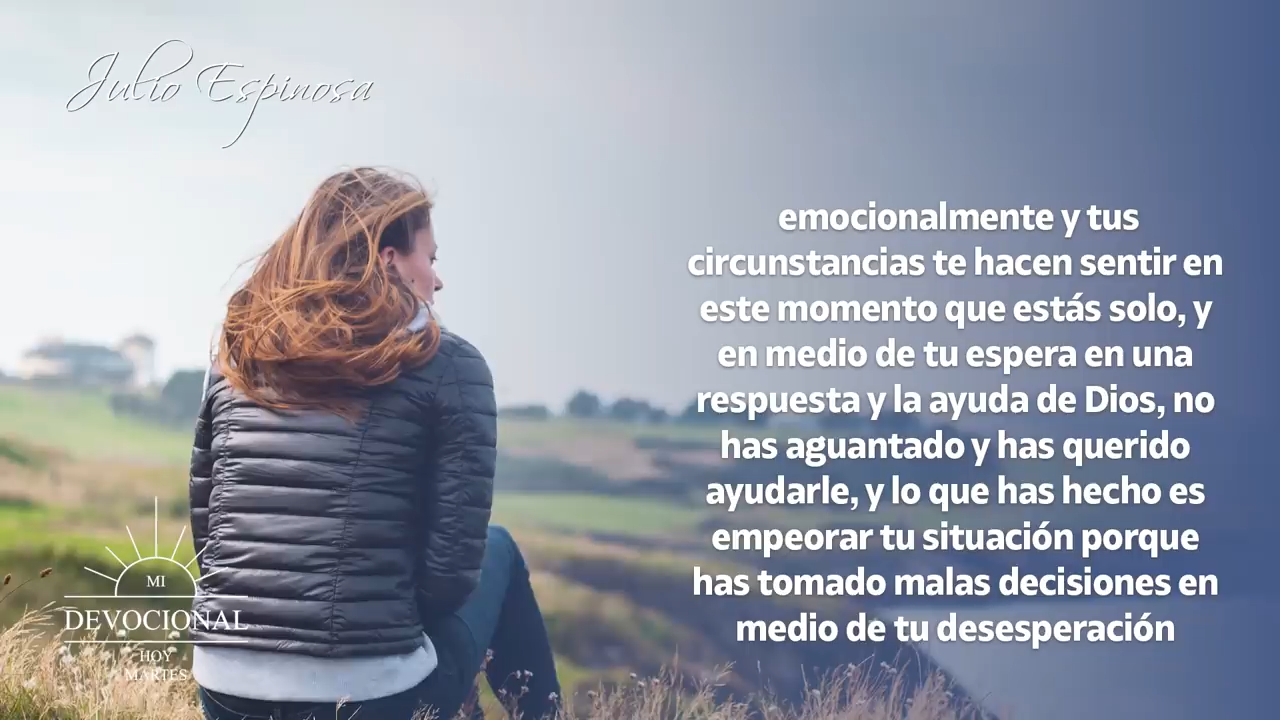 Julio Espinosa
emocionalmente y tus
circunstancias te hacen sentir en
este momento que estás solo, y
en medio de tu espera en una
respuesta y la ayuda de Dios, no
has aguantado y has querido
ayudarle, y lo que has hecho es
empeorar tu situación porque
has tomado malas decisiones en
medio de tu desesperación
MI
DEVOCIONAL
HOY
MARTES